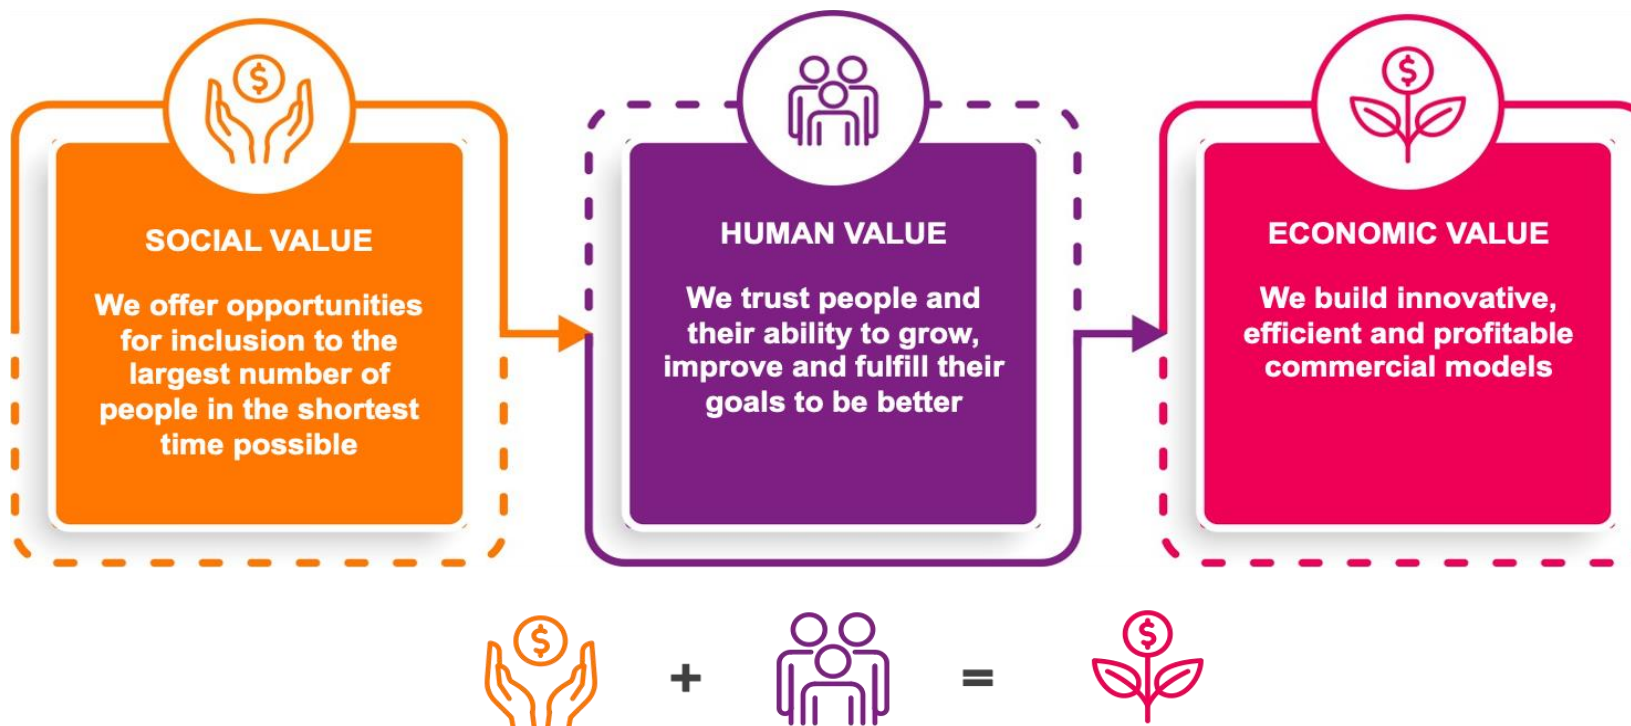 $
$
$
SOCIAL VALUE
We offer opportunities
for inclusion to the
largest number of
people in the shortest
time possible
HUMAN VALUE
We trust people and
their ability to grow,
improve and fulfill their
goals to be better
ECONOMIC VALUE
We build innovative,
efficient and profitable
commercial models
$ + = $